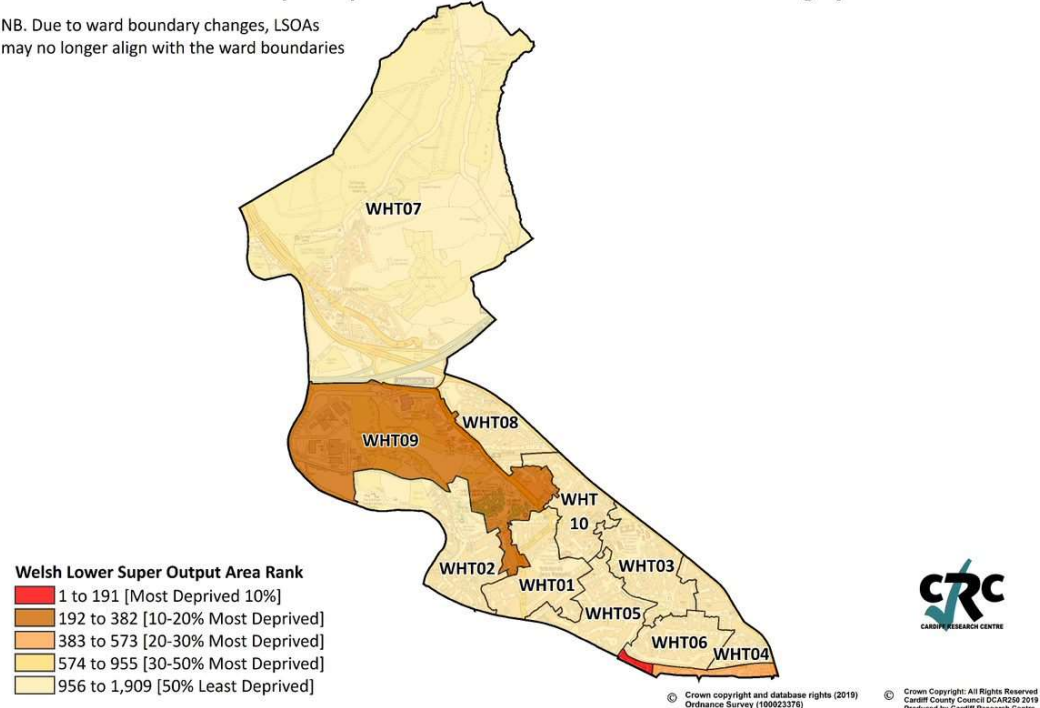 NB. Due to ward boundary changes, LSOAs
may no longer align with the ward boundaries
WHT07
WHT09
WHT08
WHT
10
WHT02
WHT01
WHT03
WHT05
WHT06
WHT04
Welsh Lower Super Output Area Rank
1 to 191 [Most Deprived 10%]
192 to 382 [10-20% Most Deprived]
383 to 573 [20-30% Most Deprived]
574 to 955 [30-50% Most Deprived]
956 to 1,909 [50% Least Deprived]
CRC
CARDIFF RESEARCH CENTRE
© Crown copyright and database rights (2019)
Ordnance Survey (100023376)
© Crown Copyright: All Rights Reserved
Cardiff County Council DCAR250 2019